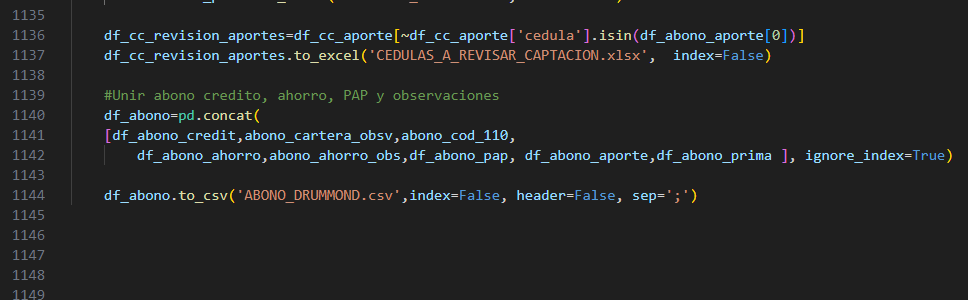 1135
1136 df_cc_revision_aportes=df_cc_aporte[~df_cc_aporte['cedula'].isin(df_abono_aporte[0])]
1137 df_cc_revision_aportes.to_excel('CEDULAS_A_REVISAR_CAPTACION.xlsx',  index=False)
1138
1139 #Unir abono credito, ahorro, PAP y observaciones
1140 df_abono=pd.concat(
1141 [df_abono_credit,abono_cartera_obsv,abono_cod_110,
1142 df_abono_ahorro,abono_ahorro_obs,df_abono_pap, df_abono_aporte,df_abono_prima ], ignore_index=True)
1143
1144 df_abono.to_csv('ABONO_DRUMMOND.csv',index=False, header=False, sep=';')
1145
1146
1147
1148
1149